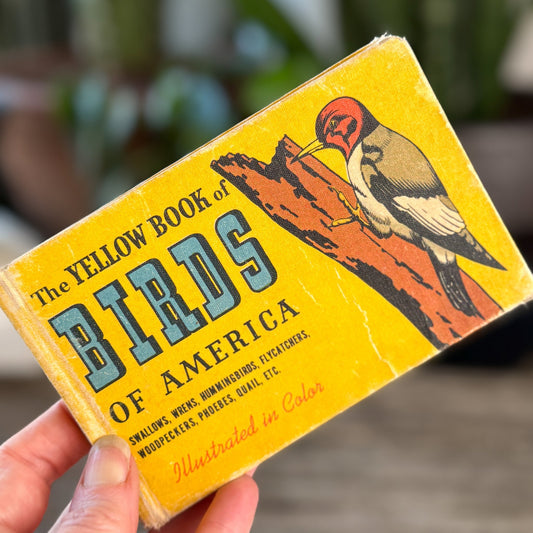 The YELLOW BOOK of
BIRDS
OF AMERICA
SWALLOWS, WRENS, HUMMINGBIRDS, FLYCATCHERS,
WOODPECKERS, PHOEBES, QUAIL, ETC.
Illustrated in Color